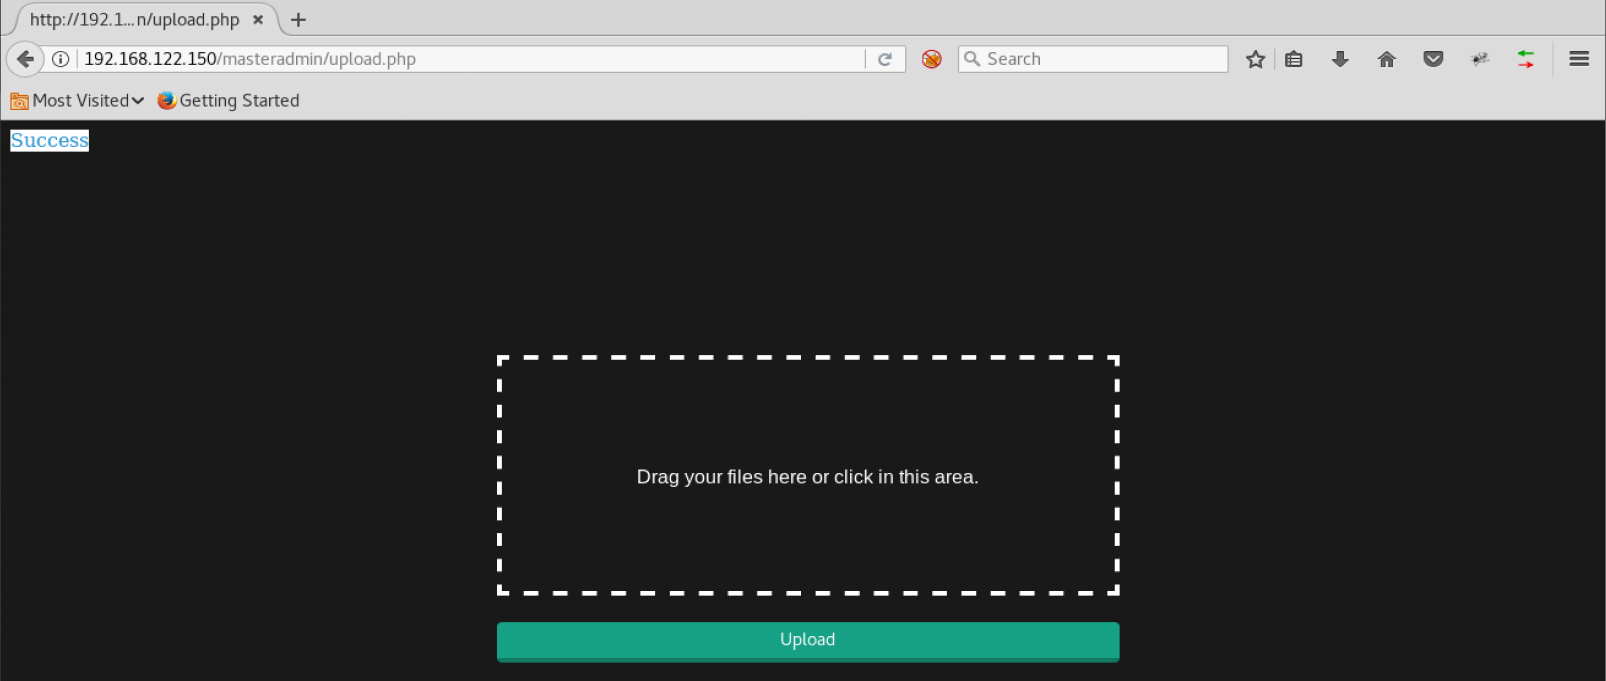 http://192.1...n/upload.php
192.168.122.150/masteradmin/upload.php
Search
Most Visited
Getting Started
Success
Drag your files here or click in this area.
Upload